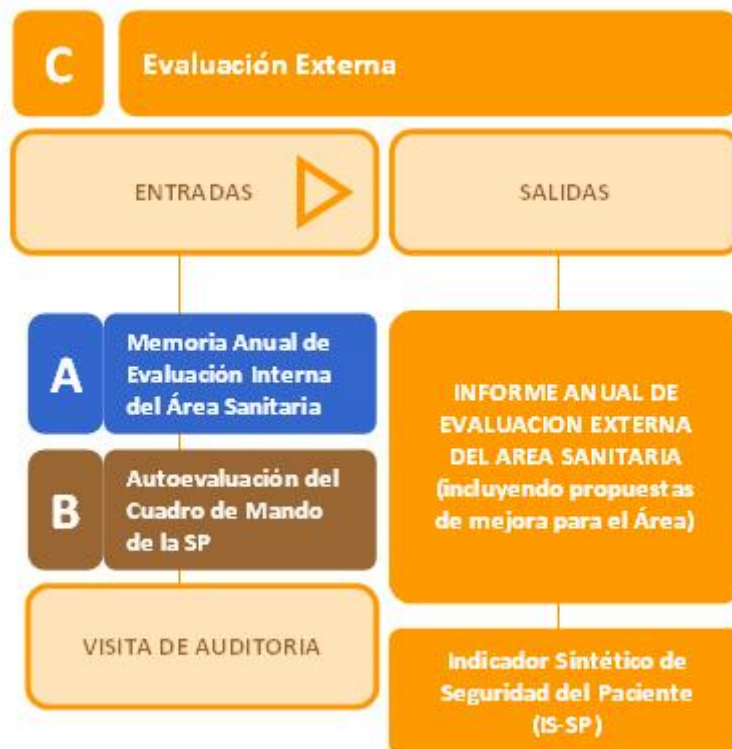 C
Evaluación Externa
ENTRADAS
SALIDAS
A
Memoria Anual de
Evaluación Interna
del Área Sanitaria
B
Autoevaluación del
Cuadro de Mando
de la SP
VISITA DE AUDITORIA
INFORME ANUAL DE
EVALUACION EXTERNA
DEL AREA SANITARIA
(incluyendo propuestas
de mejora para el Área)
Indicador Sintético de
Seguridad del Paciente
(IS-SP)